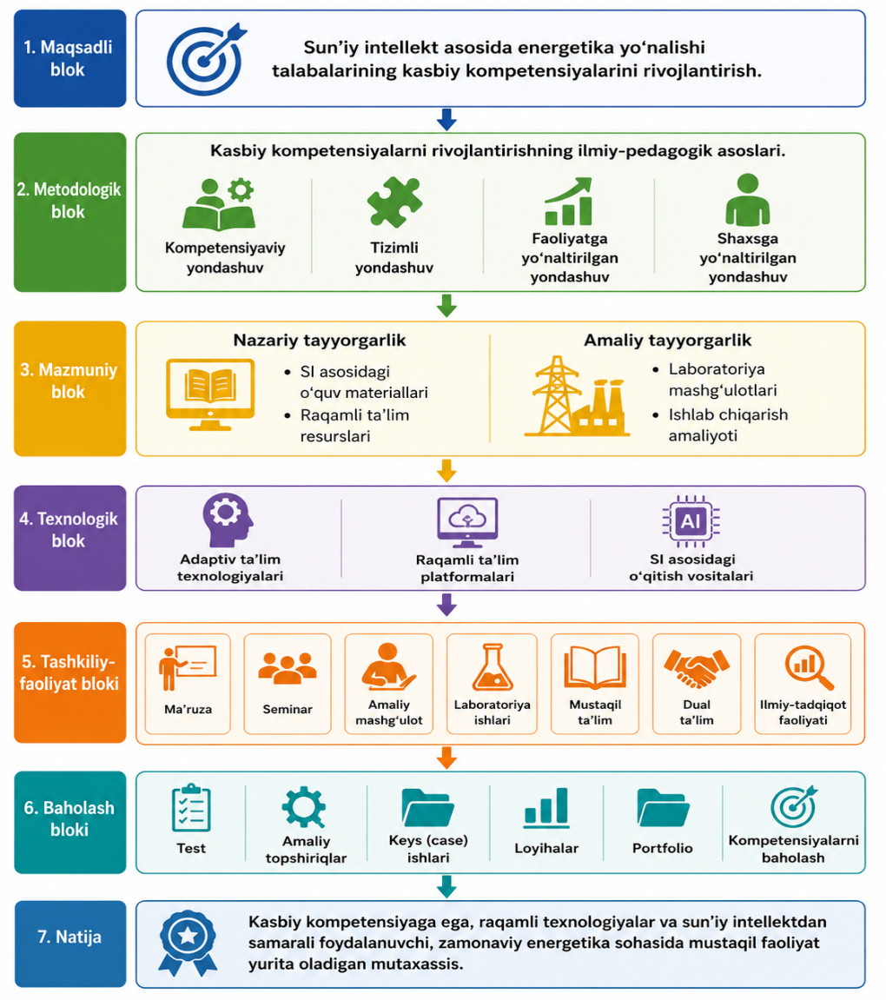 1. Maqsadli
blok
Sun’iy intellekt asosida energetika yo‘nalishi
talabalarining kasbiy kompetensiyalarini rivojlantirish.
2. Metodologik
blok
Kasbiy kompetensiyalarni rivojlantirishning ilmiy-pedagogik asoslari.
Kompetensiyaviy
yondashuv
Tizimli
yondashuv
Faoliyatga
yo‘naltirilgan
yondashuv
Shaxsga
yo‘naltirilgan
yondashuv
3. Mazmuniy
blok
Nazariy tayyorgarlik
• SI asosidagi
o‘quv materiallari
• Raqamli ta’lim
resurslari
Amaliy tayyorgarlik
• Laboratoriya
mashg‘ulotlari
• Ishlab chiqarish
amaliyoti
4. Texnologik
blok
Adaptiv ta’lim
texnologiyalari
Raqamli ta’lim
platformalari
AI
SI asosidagi
o‘qitish vositalari
5. Tashkiliy-
faoliyat bloki
Ma’ruza
Seminar
Amaliy
mashg‘ulot
Laboratoriya
ishlari
Mustaqil
ta’lim
Dual
ta’lim
Ilmiy-tadqiqot
faoliyati
6. Baholash
bloki
Test
Amaliy
topshiriqlar
Keys (case)
ishlari
Loyihalar
Portfolio
Kompetensiyalarni
baholash
7. Natija
Kasbiy kompetensiyaga ega, raqamli texnologiyalar va sun’iy intellektdan
samarali foydalanuvchi, zamonaviy energetika sohasida mustaqil faoliyat
yurita oladigan mutaxassis.